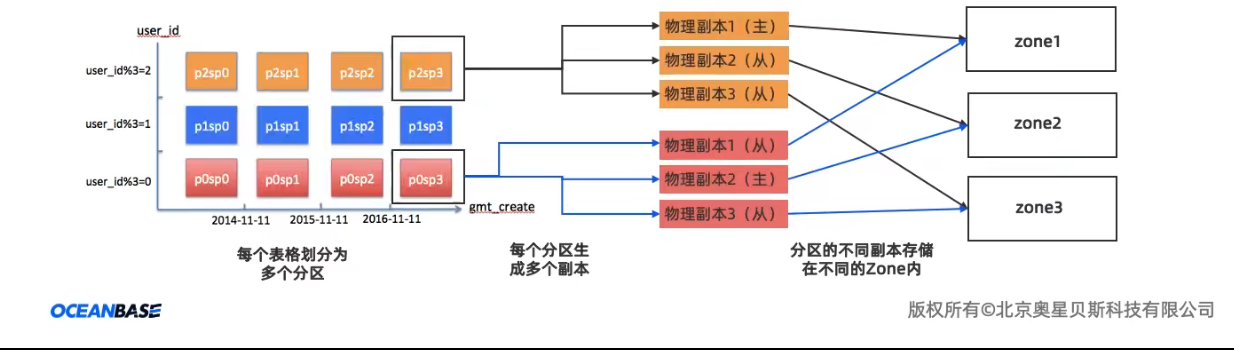 user_id
user_id%3=2
p2sp0 p2sp1 p2sp2 p2sp3
user_id%3=1
p1sp0 p1sp1 p1sp2 p1sp3
user_id%3=0
p0sp0 p0sp1 p0sp2 p0sp3
2014-11-11 2015-11-11 2016-11-11
gmt_create
每个表格划分为
多个分区
物理副本1（主）
物理副本2（从）
物理副本3（从）
物理副本1（从）
物理副本2（主）
物理副本3（从）
每个分区生
成多个副本
zone1
zone2
zone3
分区的不同副本存储
在不同的Zone内
OCEANBASE
版权所有©北京奥星贝斯科技有限公司